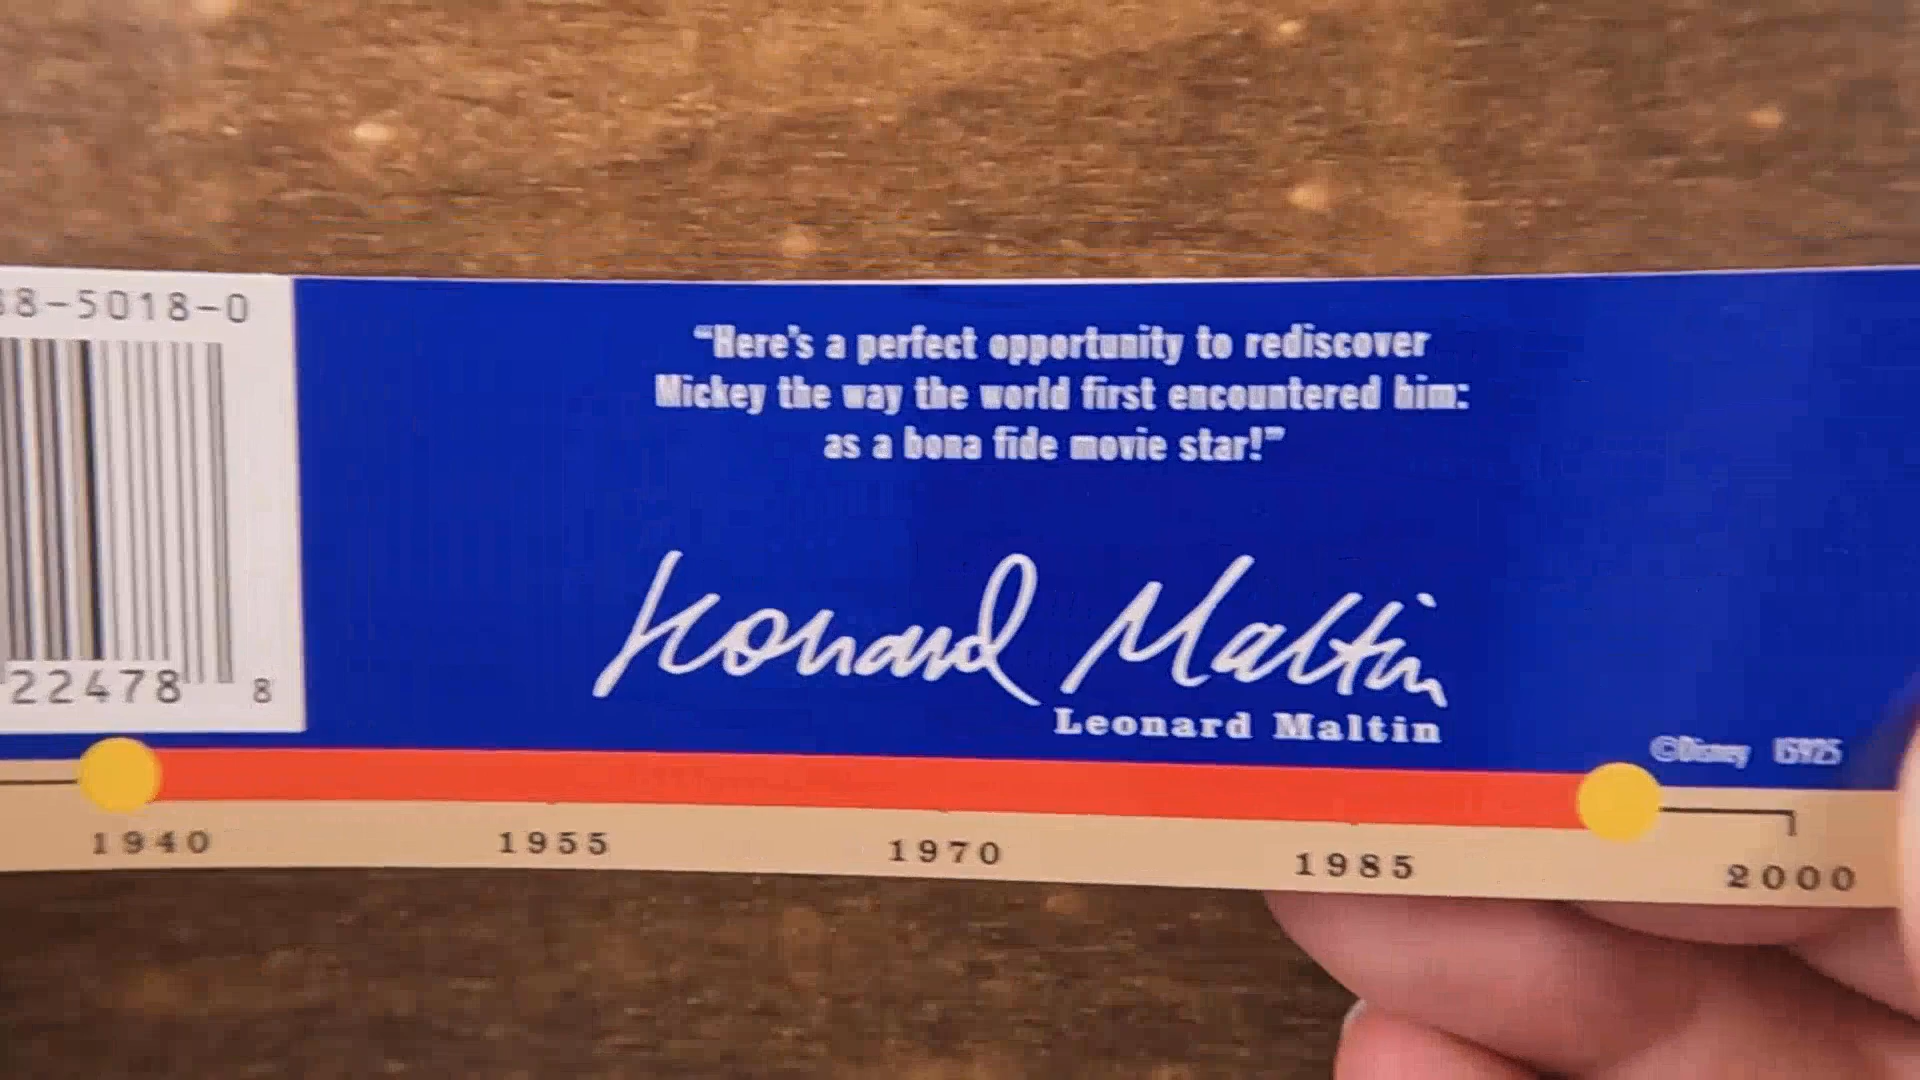 8-5018-0
"Here's a perfect opportunity to rediscover
Mickey the way the world first encountered him:
as a bona fide movie star!"
Leonard Maltin
Leonard Maltin
22478 8
©Disney
1940 1955 1970 1985 2000